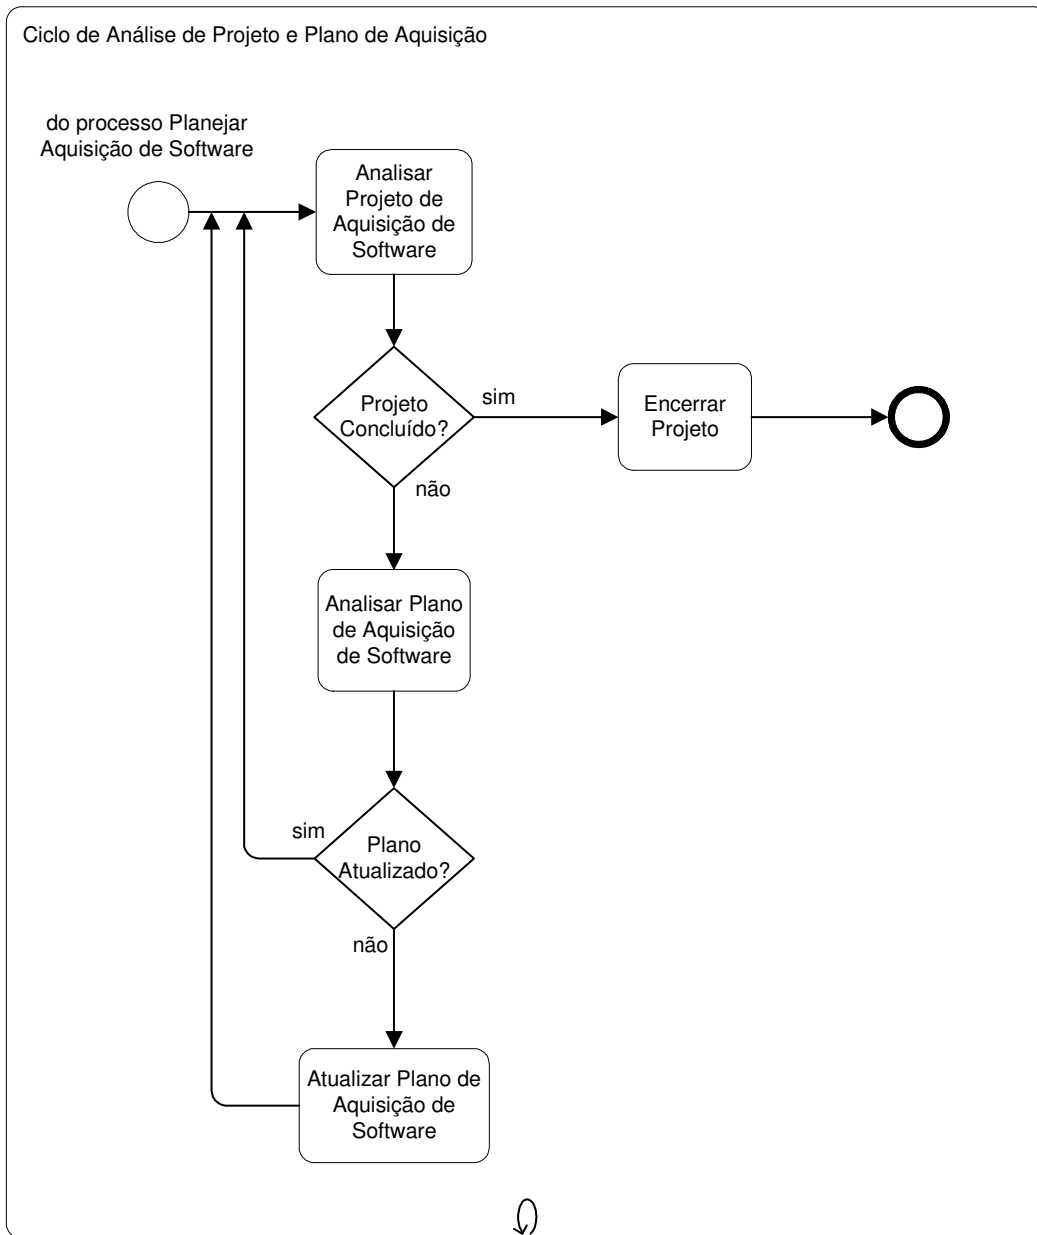 Ciclo de Análise de Projeto e Plano de Aquisição
do processo Planejar
Aquisição de Software
Analisar
Projeto de
Aquisição de
Software
Projeto
Concluído?
sim
Encerrar
Projeto
não
Analisar Plano
de Aquisição
de Software
sim
Plano
Atualizado?
não
Atualizar Plano de
Aquisição de
Software